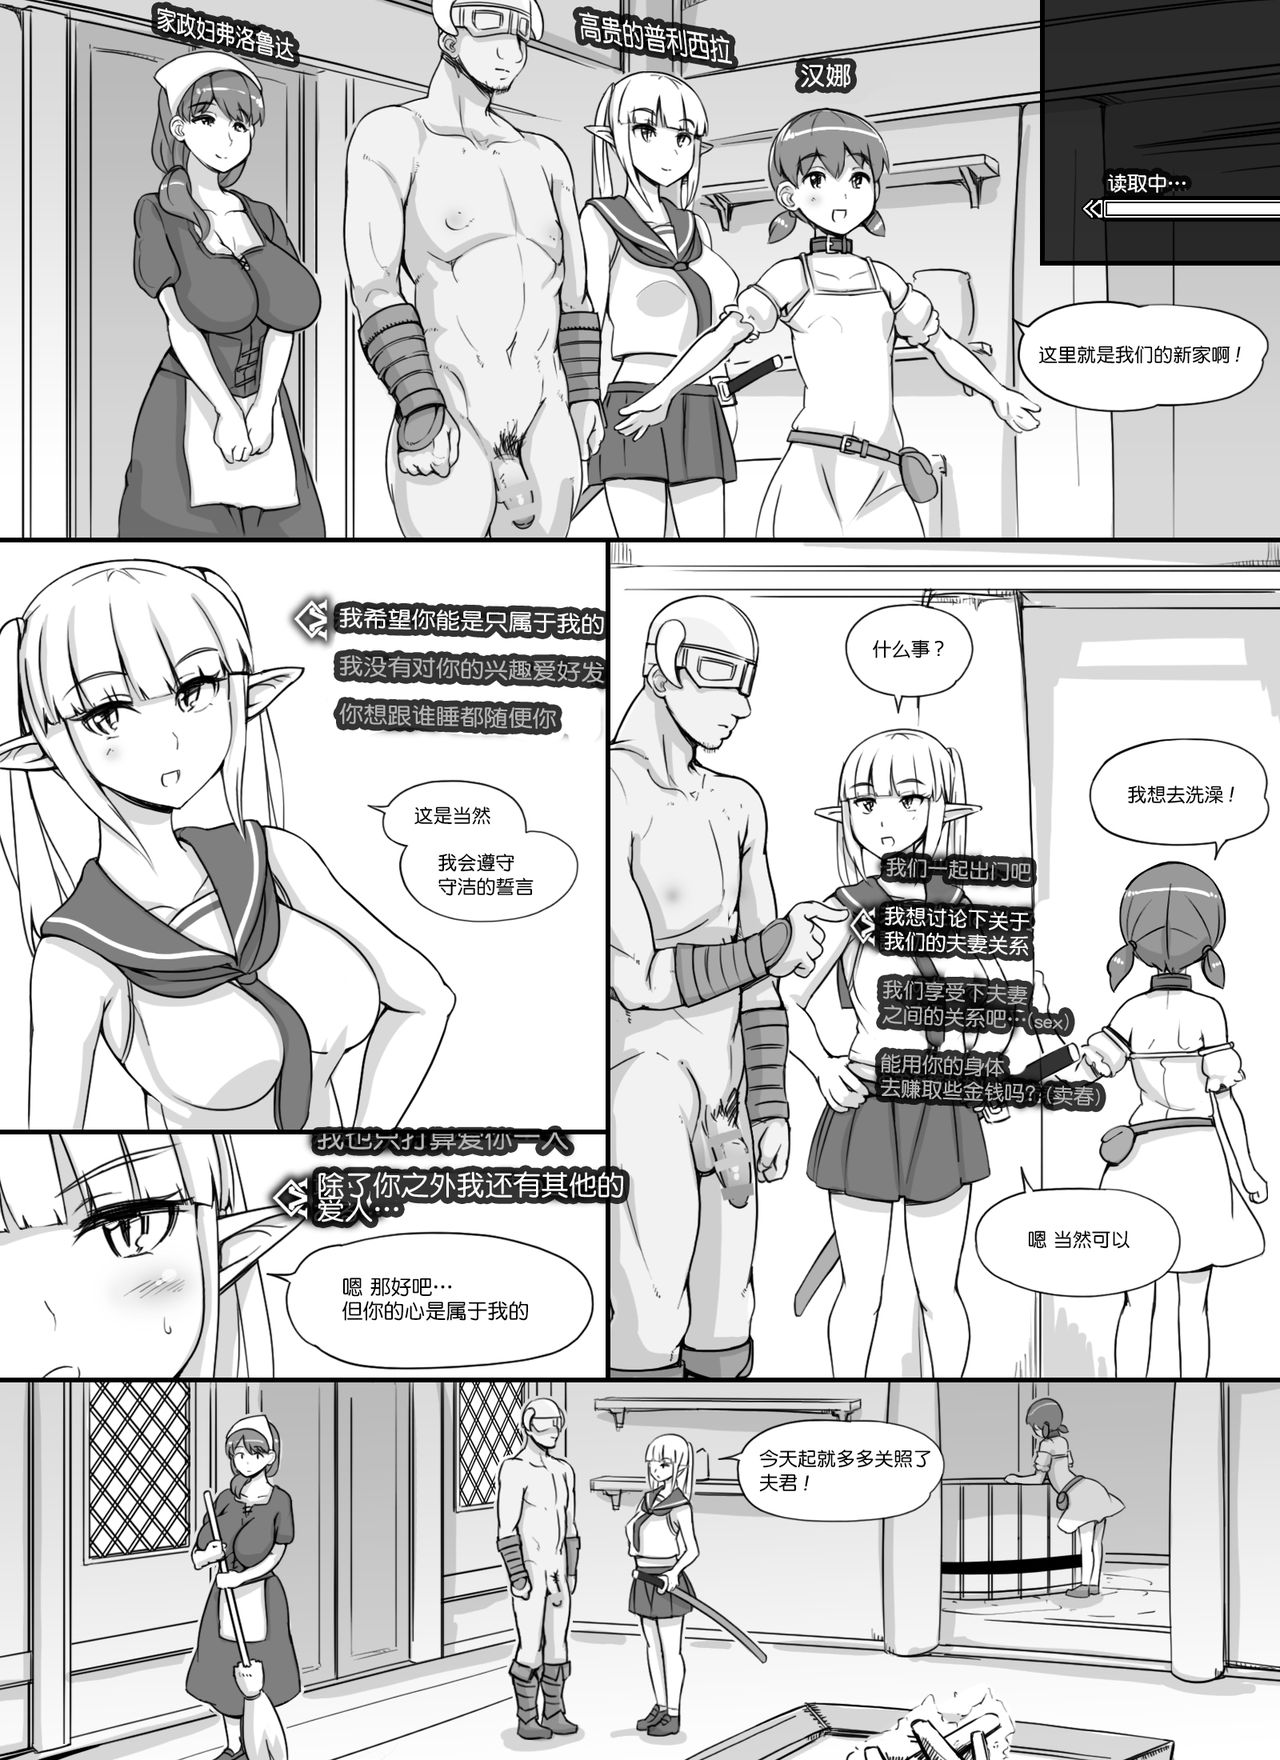 家政妇弗洛鲁达
高贵的普利西拉
汉娜
读取中…
这里就是我们的新家啊！
什么事？
我想去洗澡！
我们一起出门吧
我想讨论下关于
我们的夫妻关系
我们享受下夫妻
之间的关系吧…(sex)
能用你的身体
去赚取些金钱吗？(卖春)
嗯 当然可以
我希望你能是只属于我的
我没有对你的兴趣爱好发
你想跟谁睡都随便你
这是当然
我会遵守
守洁的誓言
我也只打算爱你一人
除了你之外我还有其他的
爱人…
嗯 那好吧…
但你的心是属于我的
今天起就多多关照了
夫君！